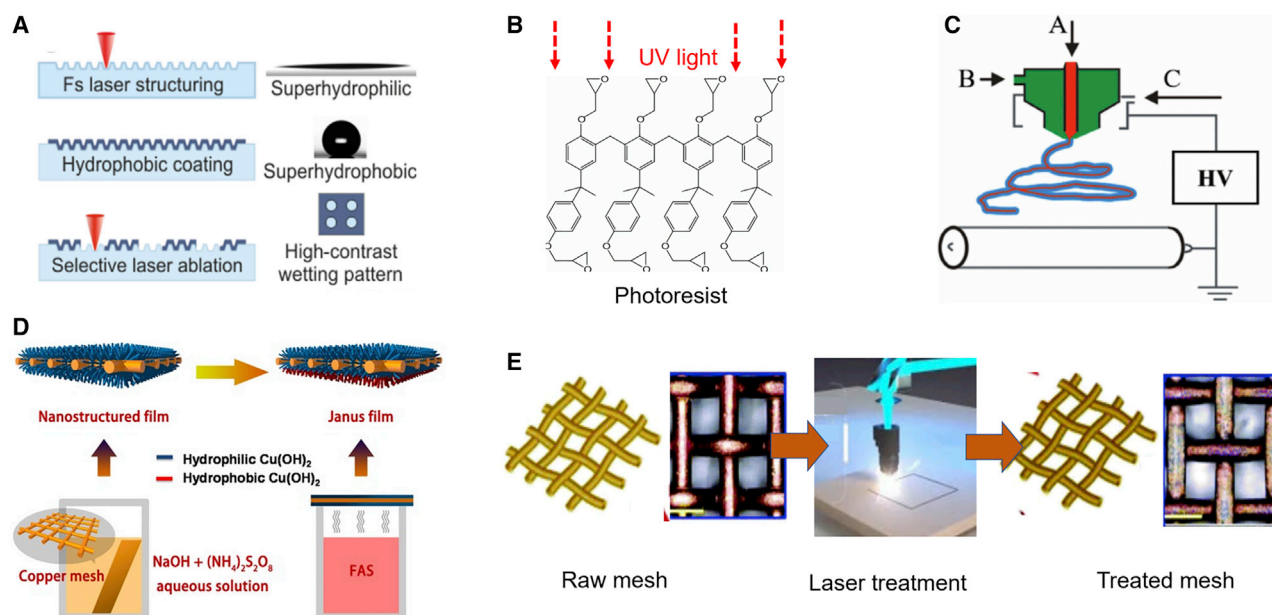 A
Fs laser structuring
Superhydrophilic
Hydrophobic coating
Superhydrophobic
Selective laser ablation
High-contrast
wetting pattern
B
UV light
O O O O
O O O O
O O O O
O O O O
Photoresist
C
A
B
C
HV
D
Nanostructured film
Janus film
Hydrophilic Cu(OH)₂
Hydrophobic Cu(OH)₂
Copper mesh
NaOH + (NH₄)₂S₂O₈
aqueous solution
FAS
E
Raw mesh
Laser treatment
Treated mesh